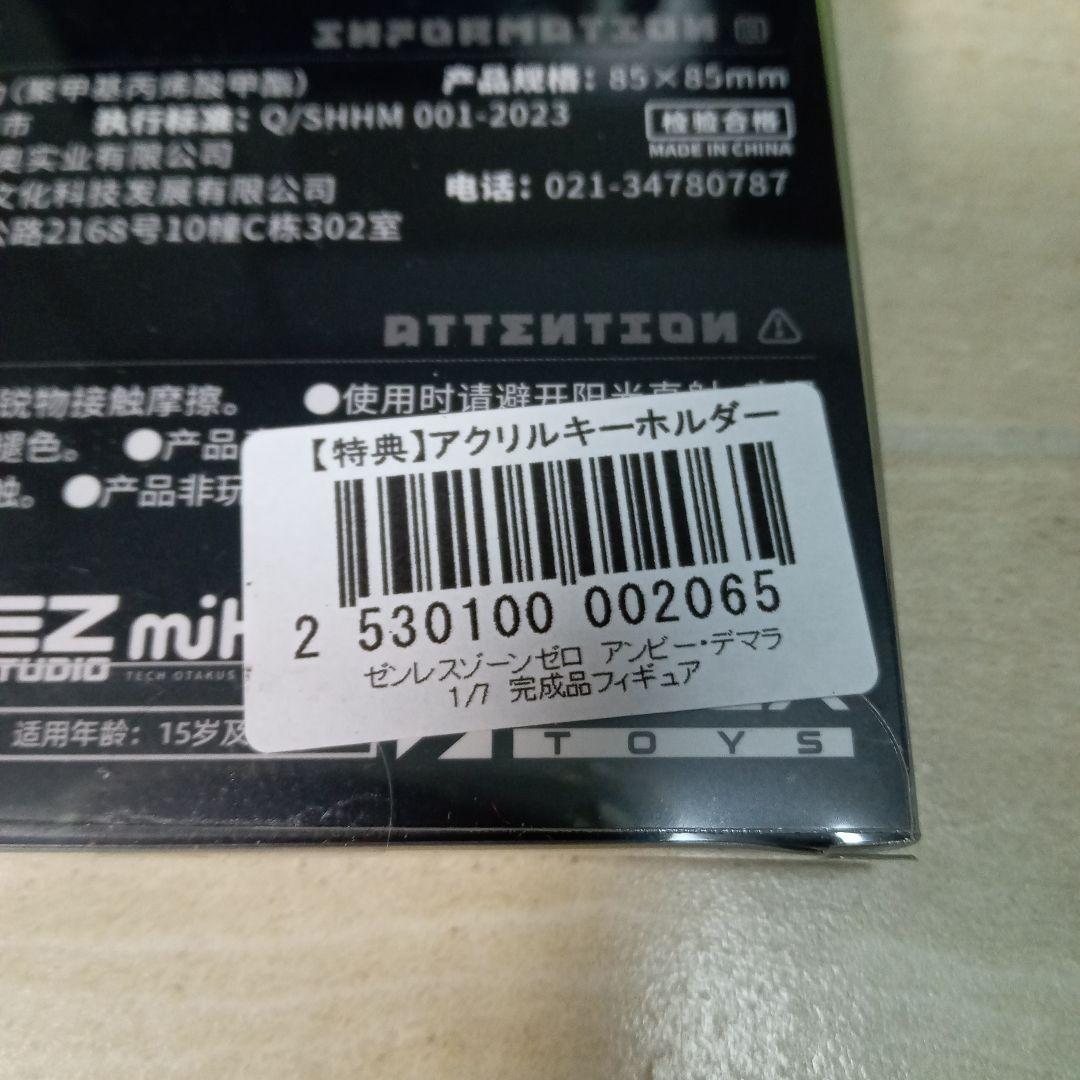 INFORMATION
(聚甲基丙烯酸甲酯) 产品规格：85×85mm
市 执行标准：Q/SHHM 001-2023 检验合格
MADE IN CHINA
奥实业有限公司
文化科技发展有限公司 电话：021-34780787
公路2168号10幢C栋302室
ATTENTION
锐物接触摩擦。 ●使用时请避开阳光直射
褪色。 ●产品
触。 ●产品非玩
【特典】アクリルキーホルダー
2 530100 002065
ゼンレスゾーンゼロ アンビー・デマラ
1/7 完成品フィギュア
EZ miH
TUDIO TECH OTAKUS
适用年龄：15岁及
TOYS